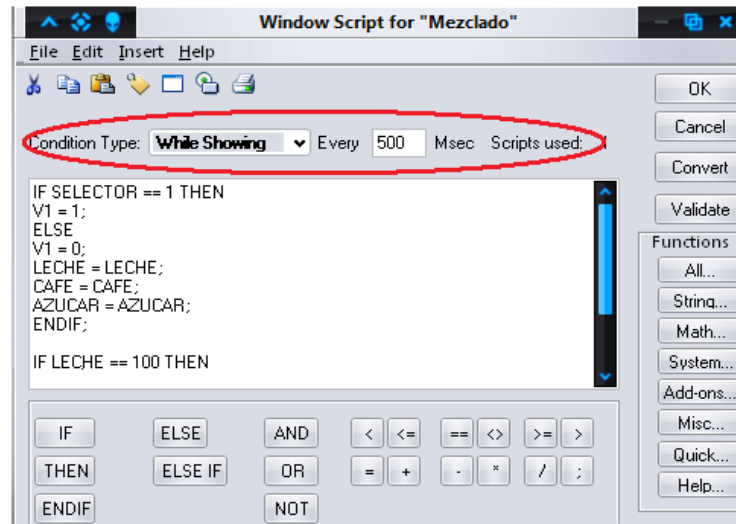 Window Script for "Mezclado"
File Edit Insert Help
OK
Cancel
Convert
Validate
Condition Type: While Showing Every 500 Msec Scripts used:
IF SELECTOR == 1 THEN
V1 = 1;
ELSE
V1 = 0;
LECHE = LECHE;
CAFE = CAFE;
AZUCAR = AZUCAR;
ENDIF;
IF LECHE == 100 THEN
Functions
All...
String...
Math...
System...
Add-ons...
Misc...
Quick...
Help...
IF ELSE AND < <= == <> >= >
THEN ELSE IF OR = + - * / ;
ENDIF NOT